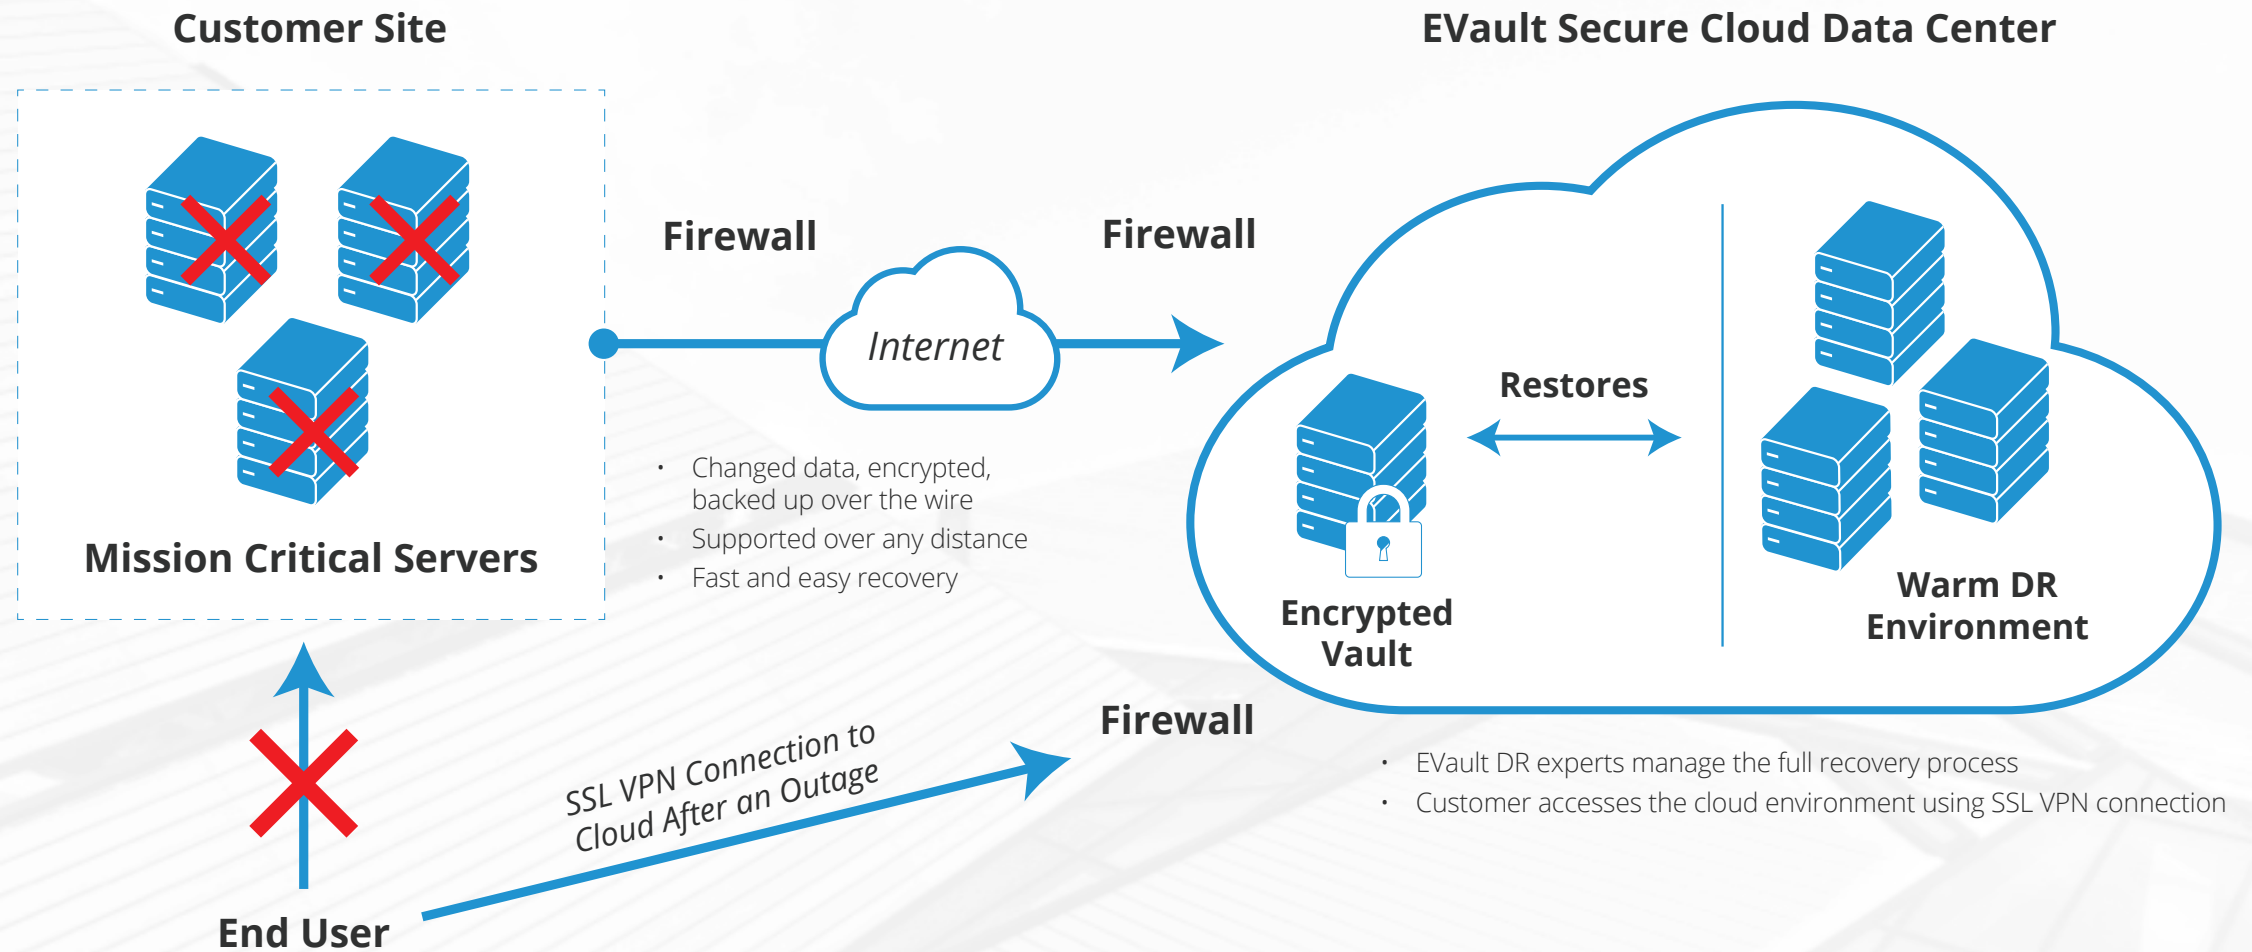 Customer Site
EVault Secure Cloud Data Center
Firewall
Firewall
Internet
Mission Critical Servers
• Changed data, encrypted,
backed up over the wire
• Supported over any distance
• Fast and easy recovery
Restores
Encrypted
Vault
Warm DR
Environment
Firewall
SSL VPN Connection to
Cloud After an Outage
End User
• EVault DR experts manage the full recovery process
• Customer accesses the cloud environment using SSL VPN connection